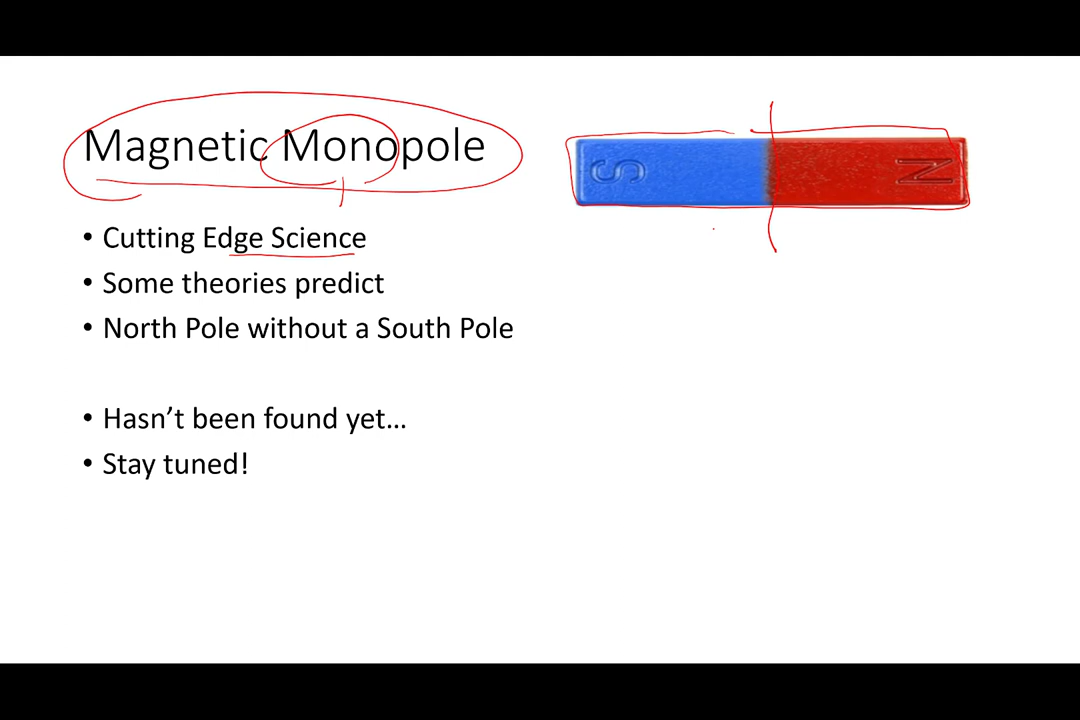 Magnetic Monopole
S N
• Cutting Edge Science
• Some theories predict
• North Pole without a South Pole
• Hasn’t been found yet...
• Stay tuned!